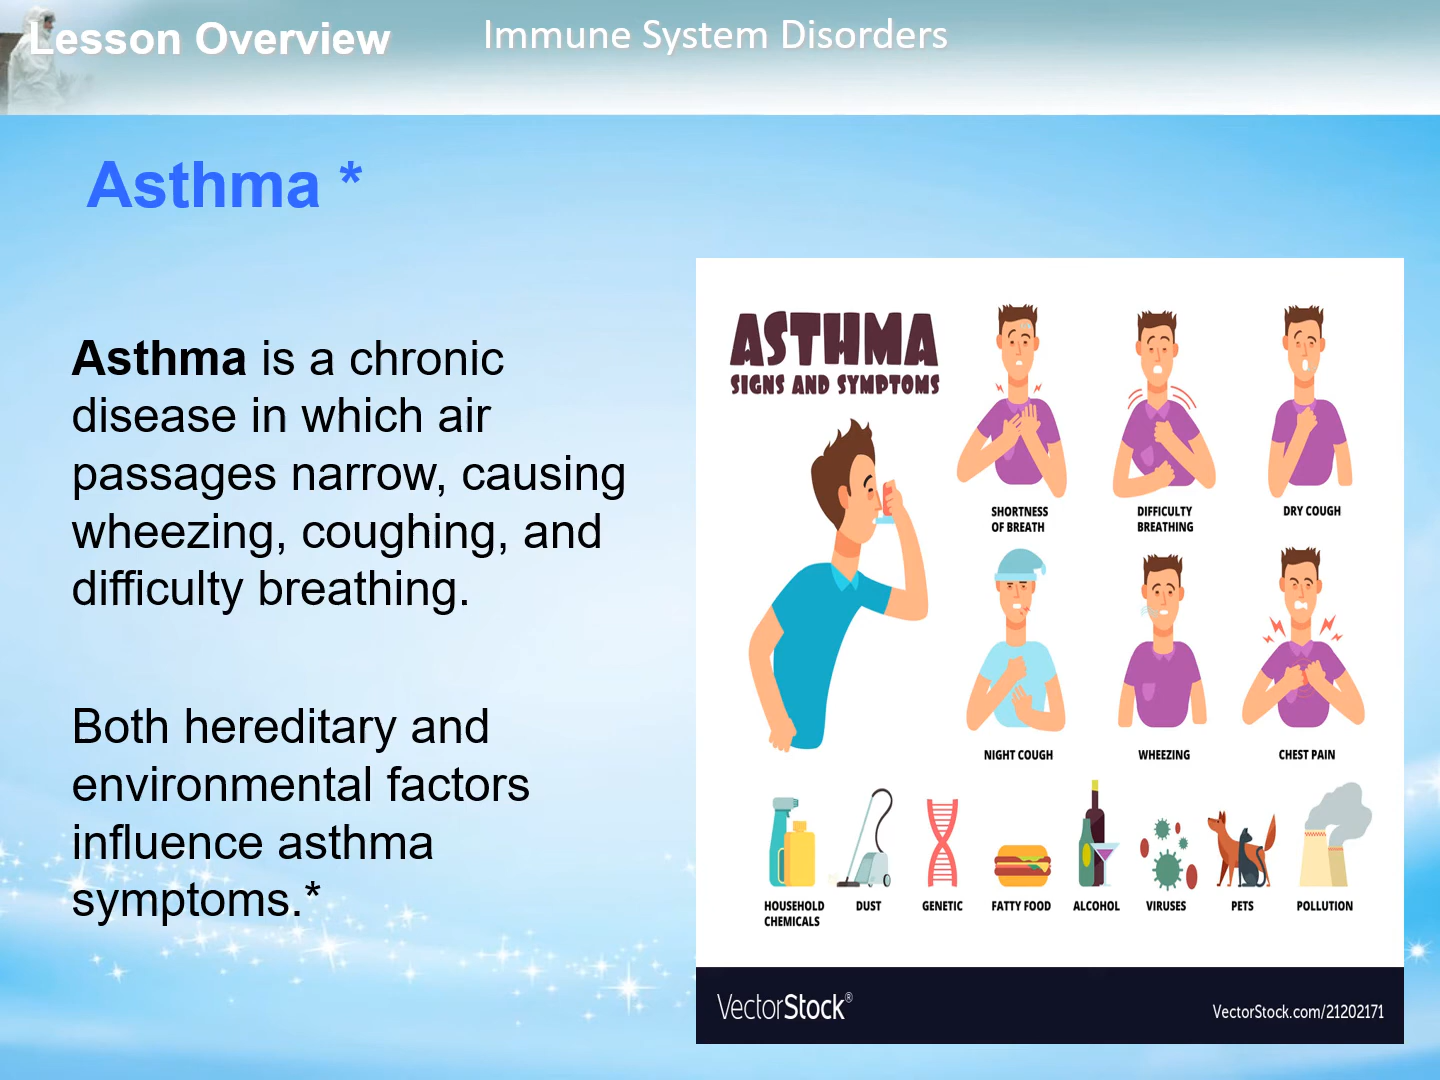 Lesson Overview
Immune System Disorders
Asthma *
Asthma is a chronic
disease in which air
passages narrow, causing
wheezing, coughing, and
difficulty breathing.
Both hereditary and
environmental factors
influence asthma
symptoms.*
ASTHMA
SIGNS AND SYMPTOMS
SHORTNESS
OF BREATH
DIFFICULTY
BREATHING
DRY COUGH
NIGHT COUGH
WHEEZING
CHEST PAIN
HOUSEHOLD
CHEMICALS
DUST
GENETIC
FATTY FOOD
ALCOHOL
VIRUSES
PETS
POLLUTION
VectorStock®
VectorStock.com/21202171